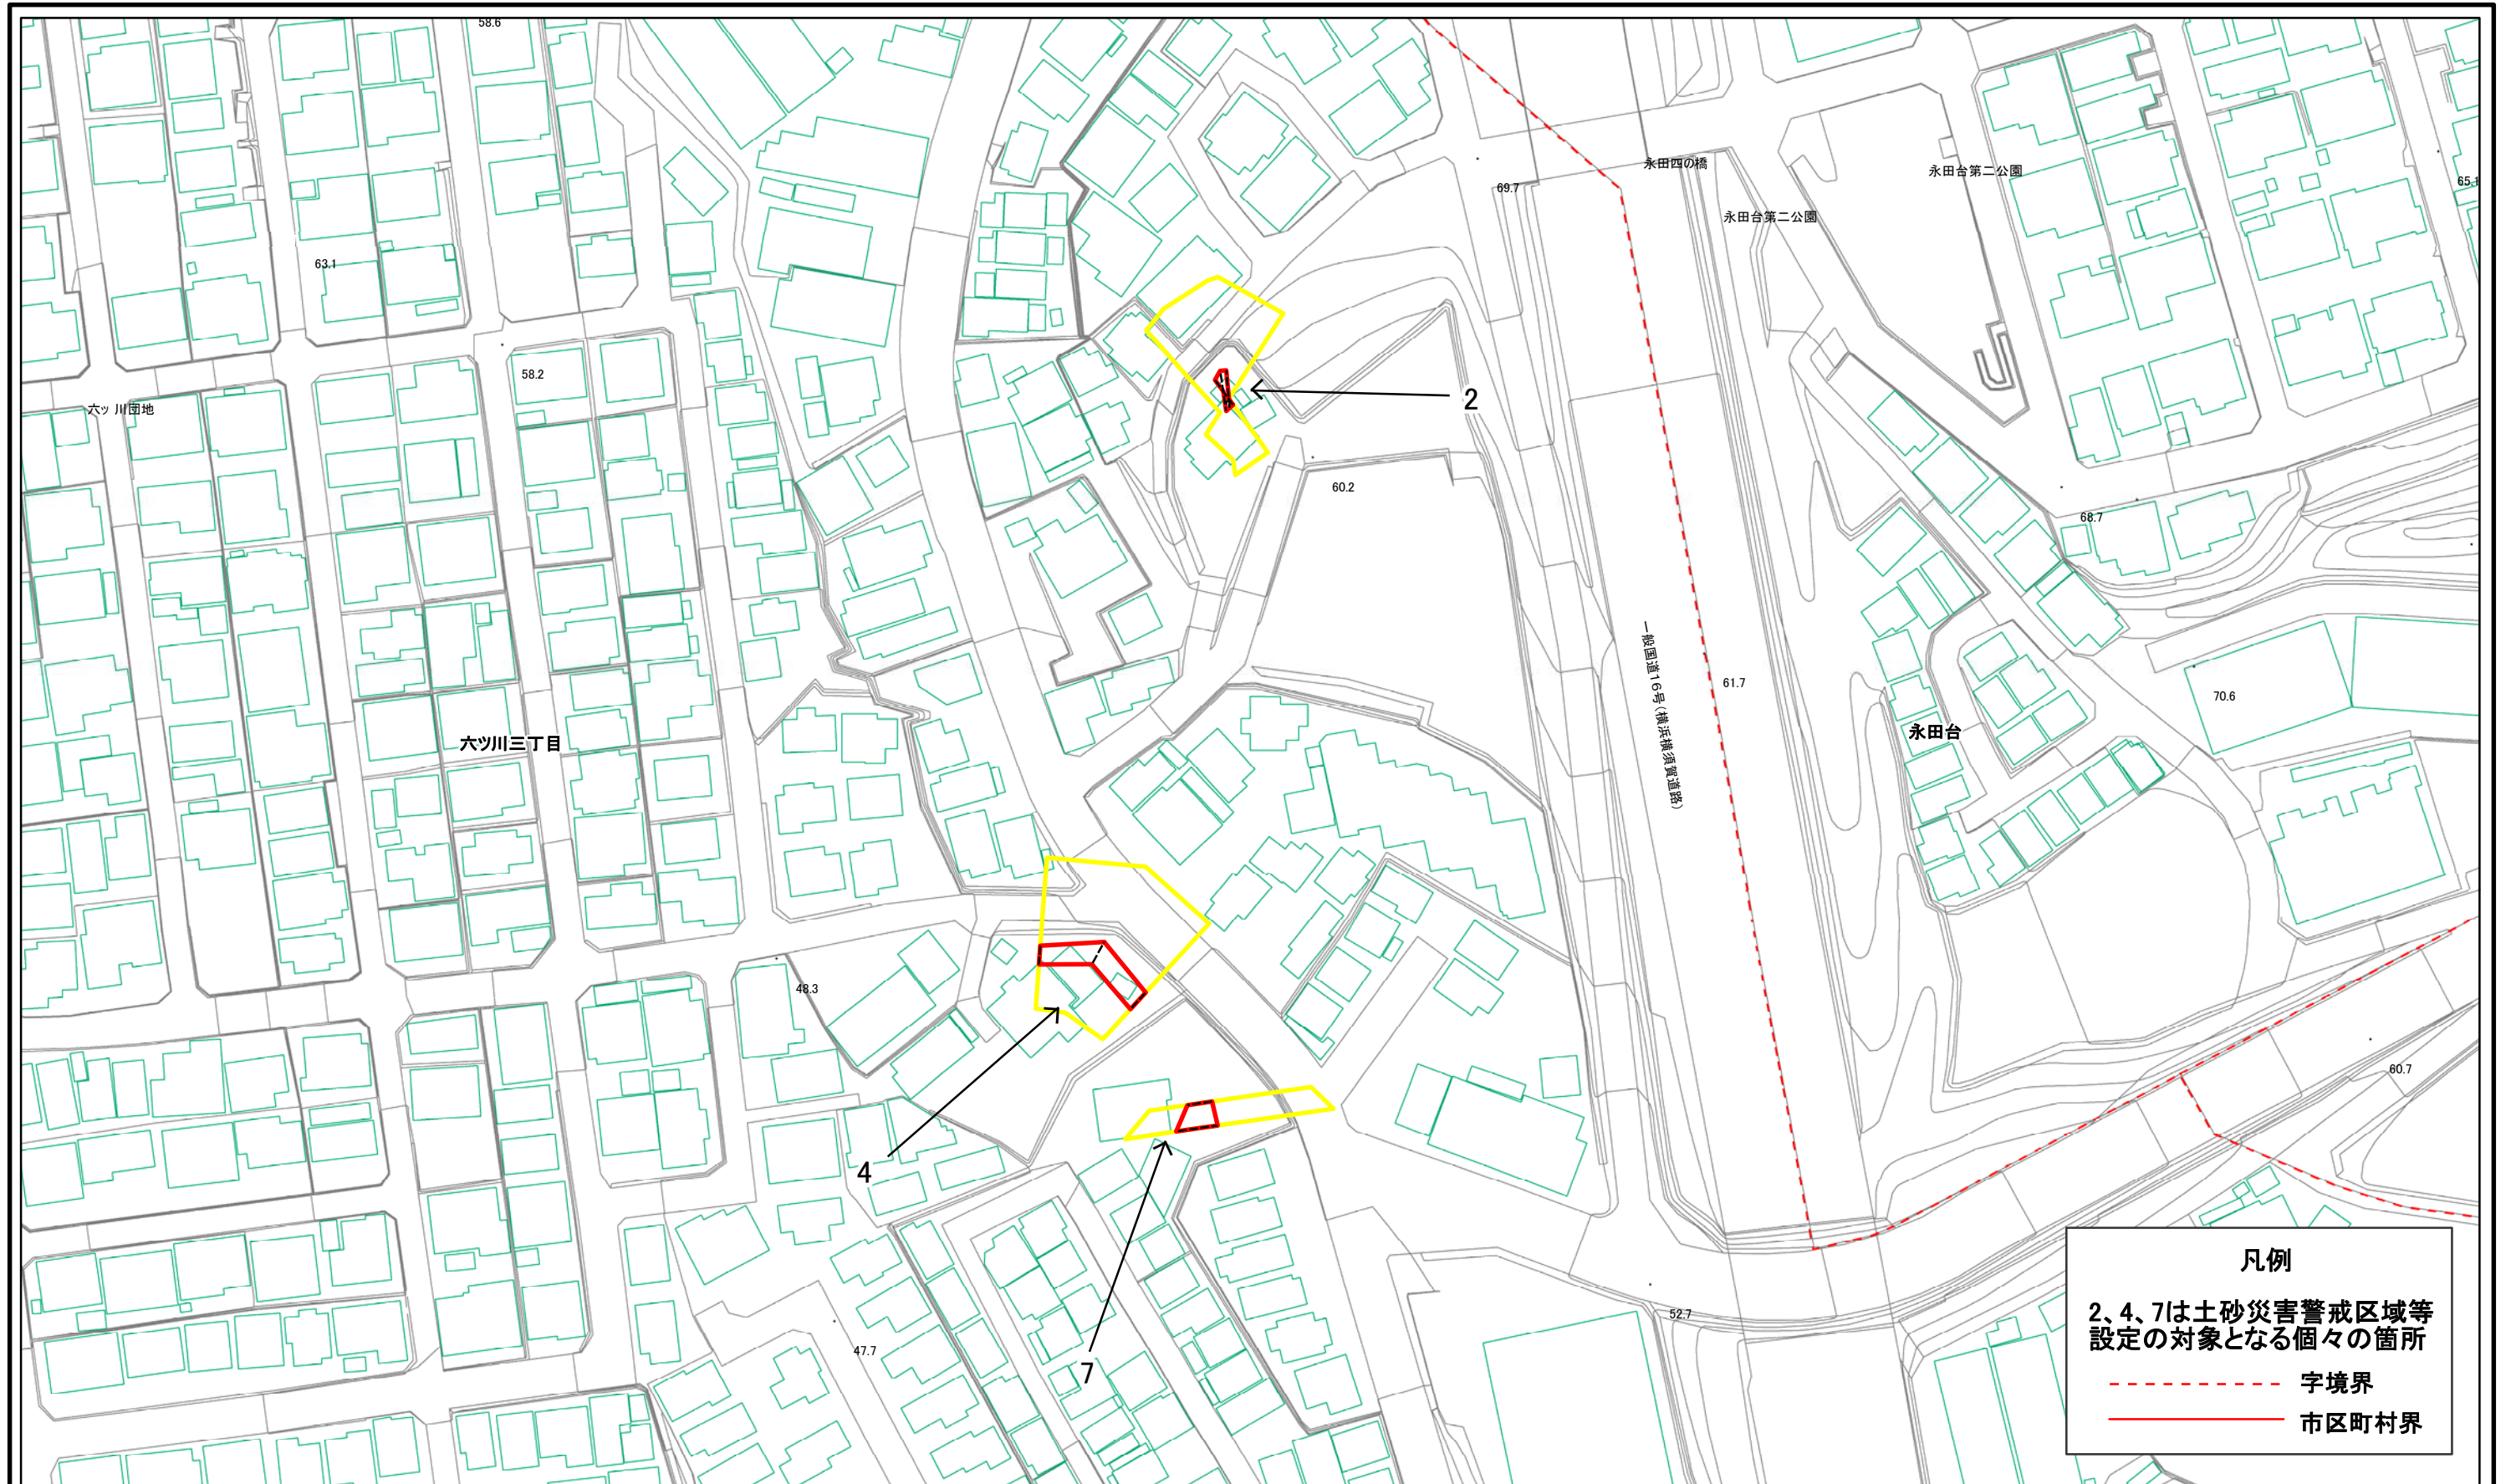 58.6
永田四の橋
永田台第二公園
65.1
69.7
永田台第二公園
63.1
58.2
2
六ッ川団地
60.2
68.7
一般国道16号(横浜横須賀道路)
61.7
70.6
永田台
六ツ川三丁目
48.3
60.7
4
52.7
47.7
7
凡例
2、4、7は土砂災害警戒区域等
設定の対象となる個々の箇所
字境界
市区町村界